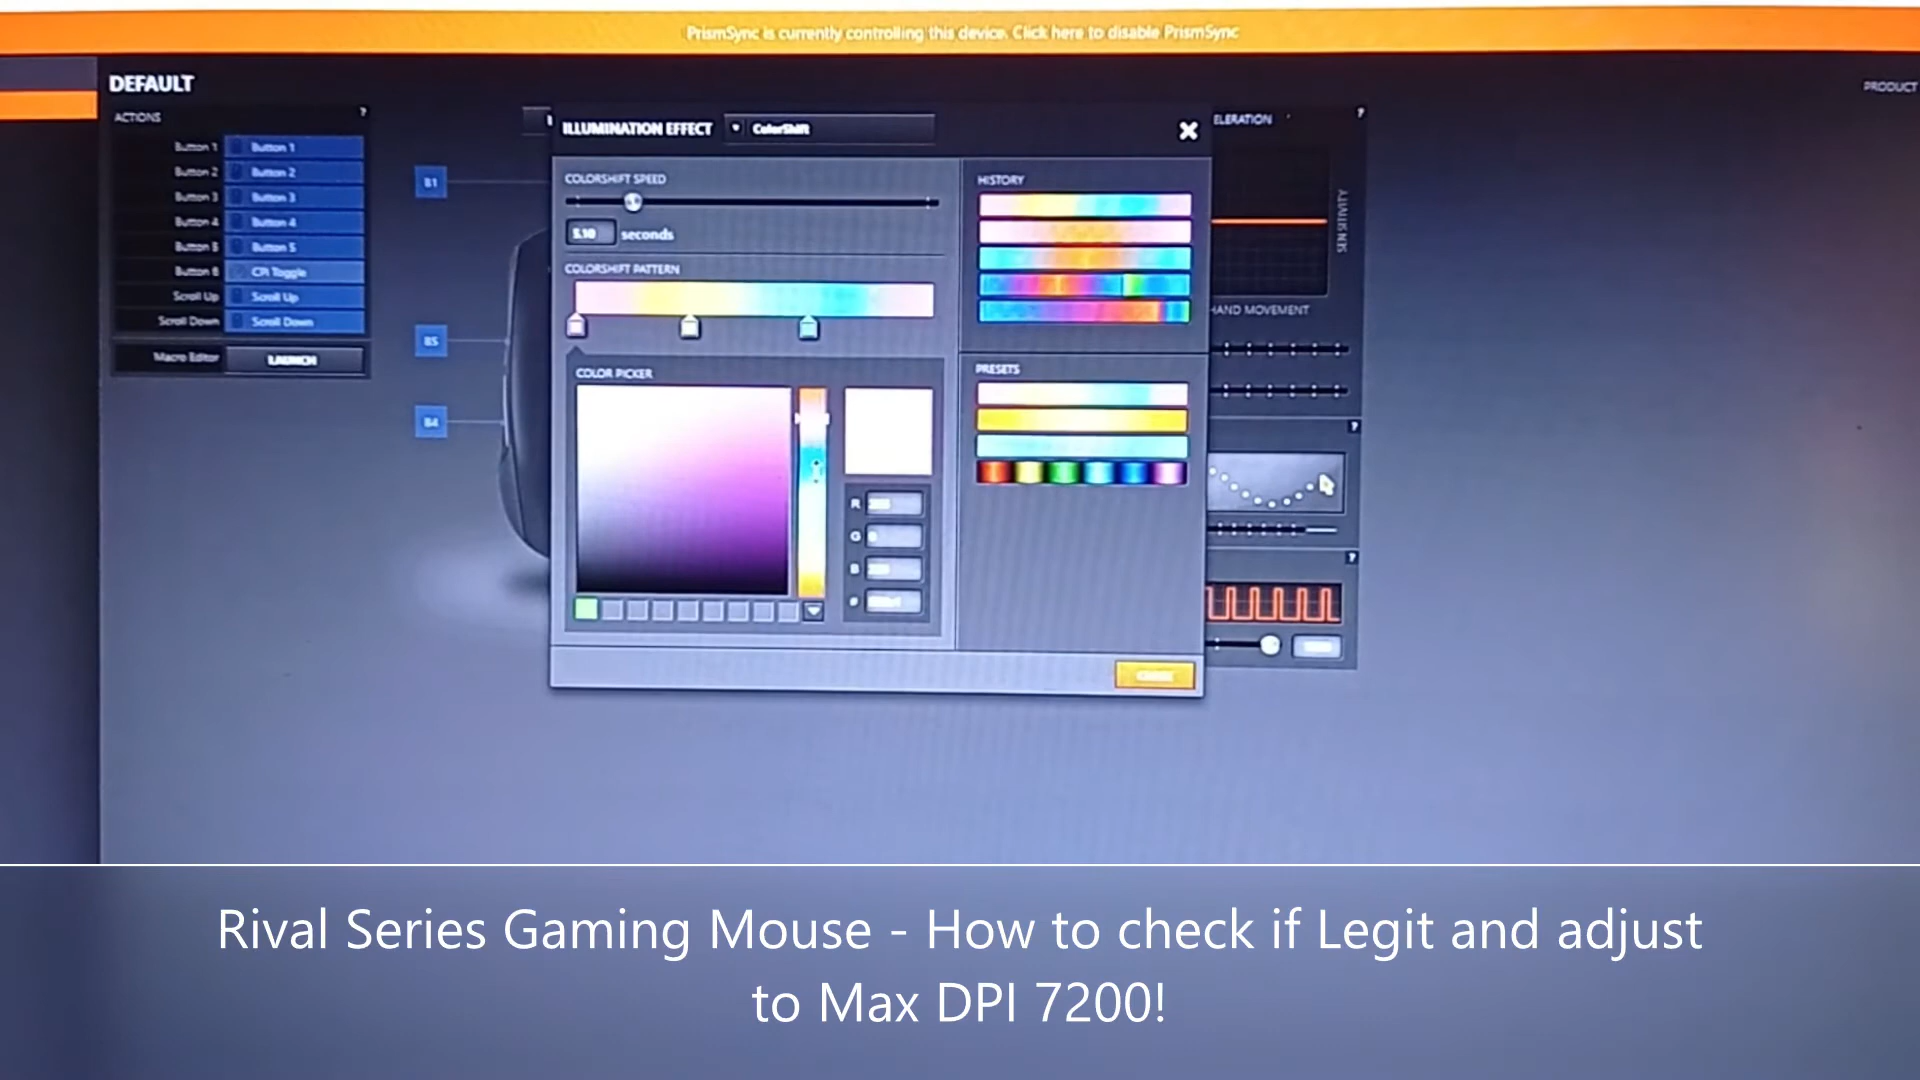 PrismSync is currently controlling this device. Click here to disable PrismSync
DEFAULT
PRODUCT
ACTIONS
?
Button 1 Button 1
Button 2 Button 2
Button 3 Button 3
Button 4 Button 4
Button 5 Button 5
Button 6 CPI Toggle
Scroll Up Scroll Up
Scroll Down Scroll Down
Macro Editor LAUNCH
B1
B5
B4
ILLUMINATION EFFECT ColorShift
COLORSHIFT SPEED
5.10 seconds
COLORSHIFT PATTERN
COLOR PICKER
R
G
B
#
HISTORY
PRESETS
ELERATION
?
SENSITIVITY
HAND MOVEMENT
?
?
Rival Series Gaming Mouse - How to check if Legit and adjust
to Max DPI 7200!